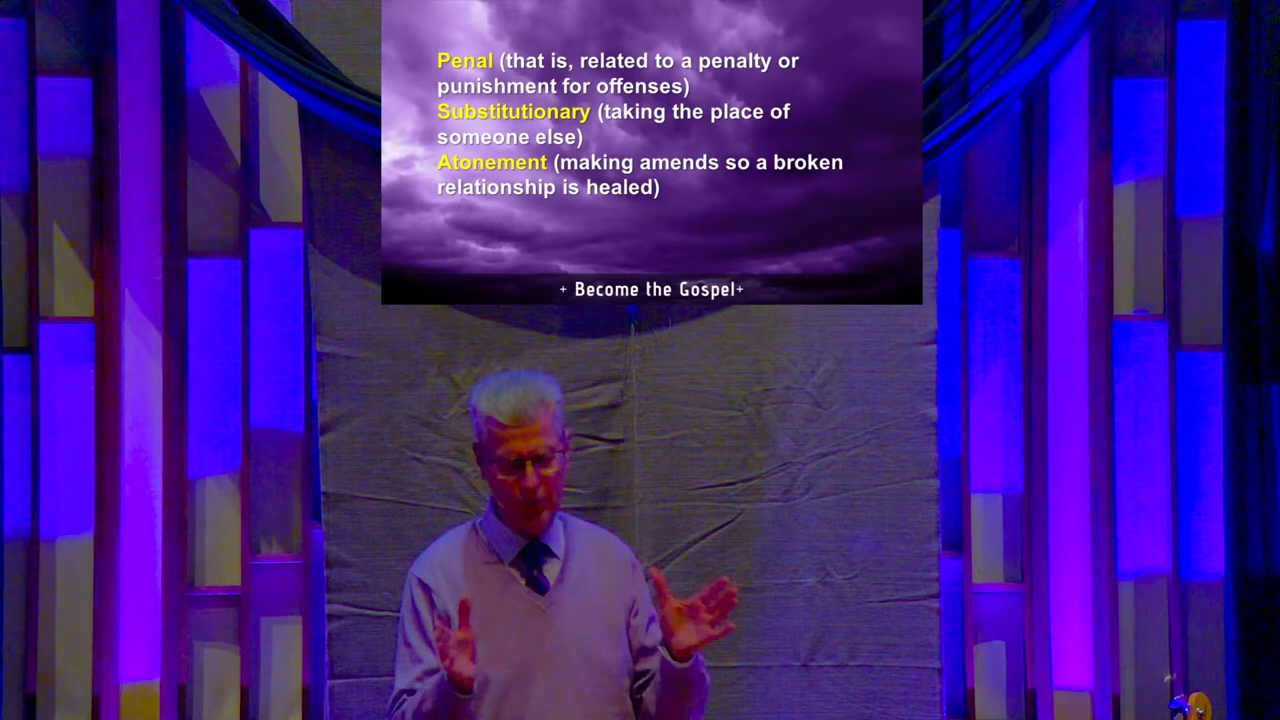 Penal (that is, related to a penalty or
punishment for offenses)
Substitutionary (taking the place of
someone else)
Atonement (making amends so a broken
relationship is healed)
+ Become the Gospel+